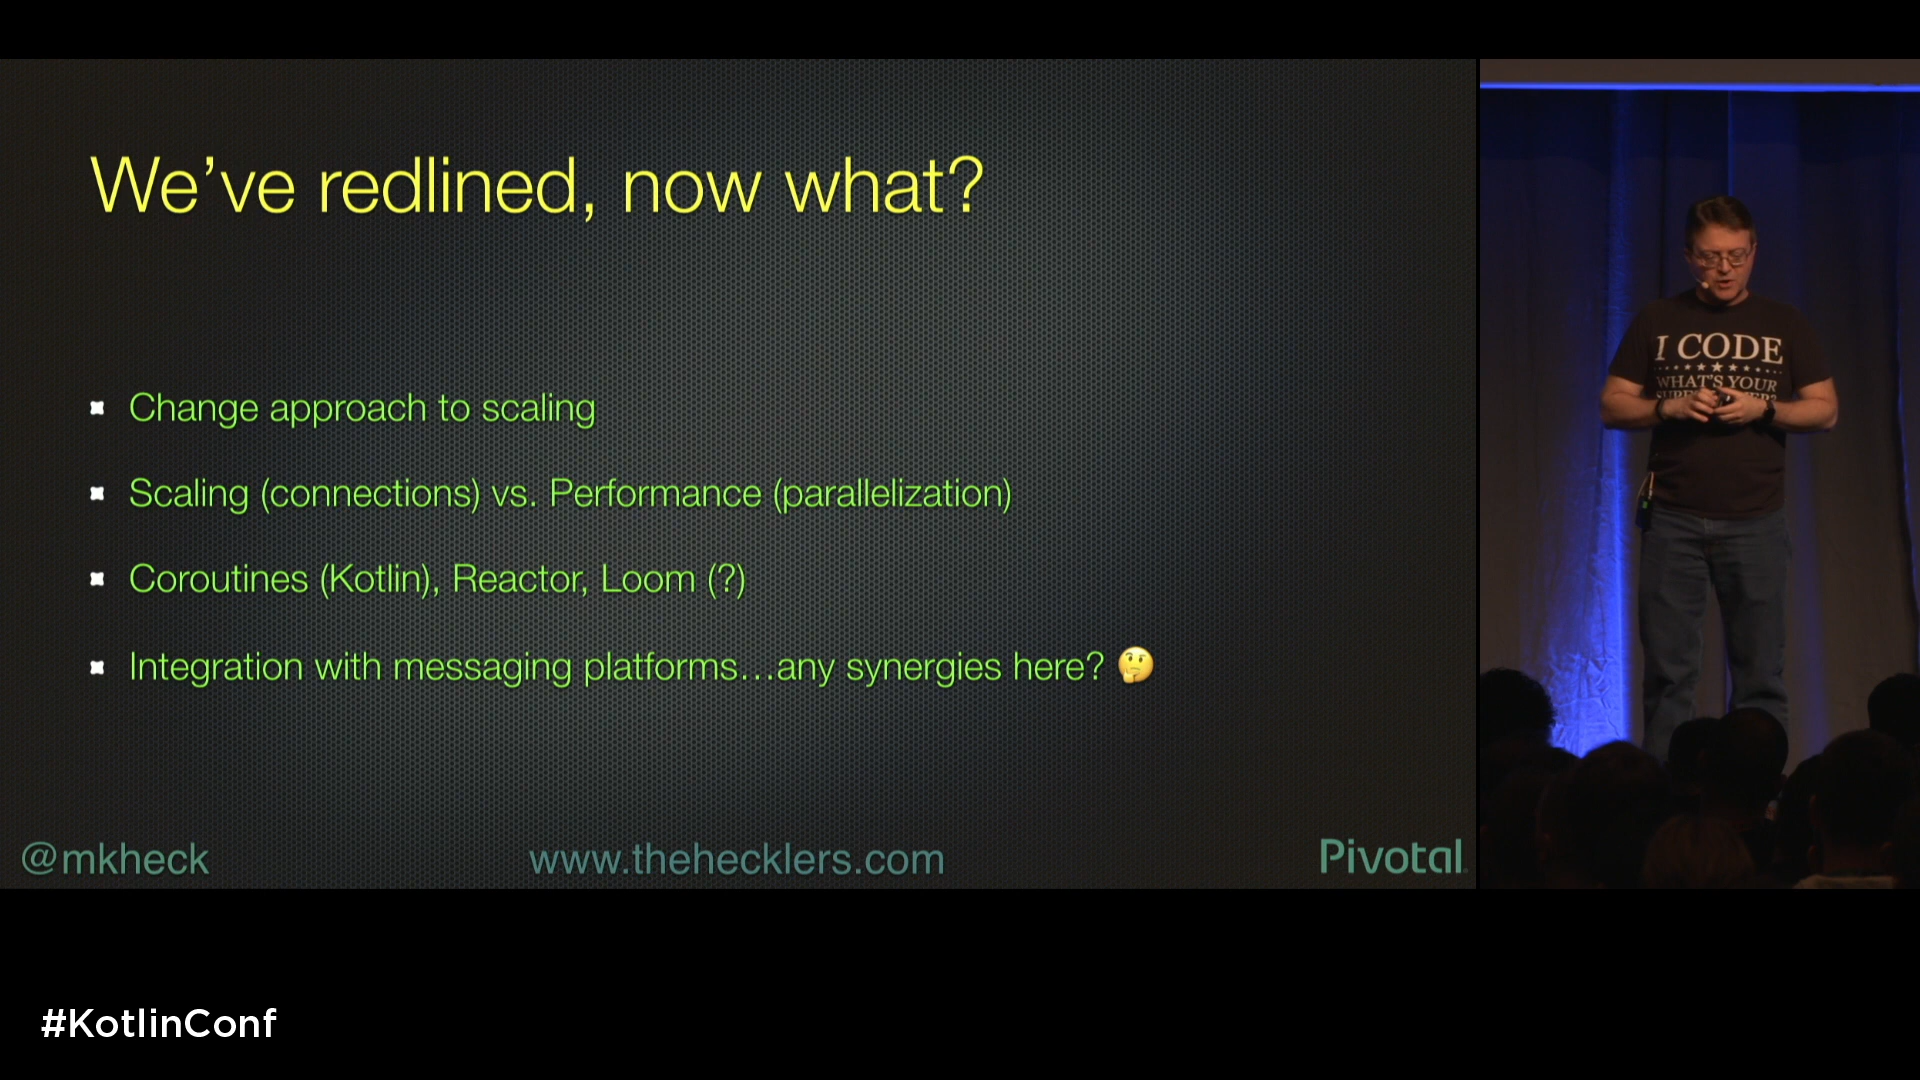 We've redlined, now what?
Change approach to scaling
Scaling (connections) vs. Performance (parallelization)
Coroutines (Kotlin), Reactor, Loom (?)
Integration with messaging platforms…any synergies here? 🤔
@mkheck
www.thehecklers.com
Pivotal
I CODE
WHAT'S YOUR
#KotlinConf